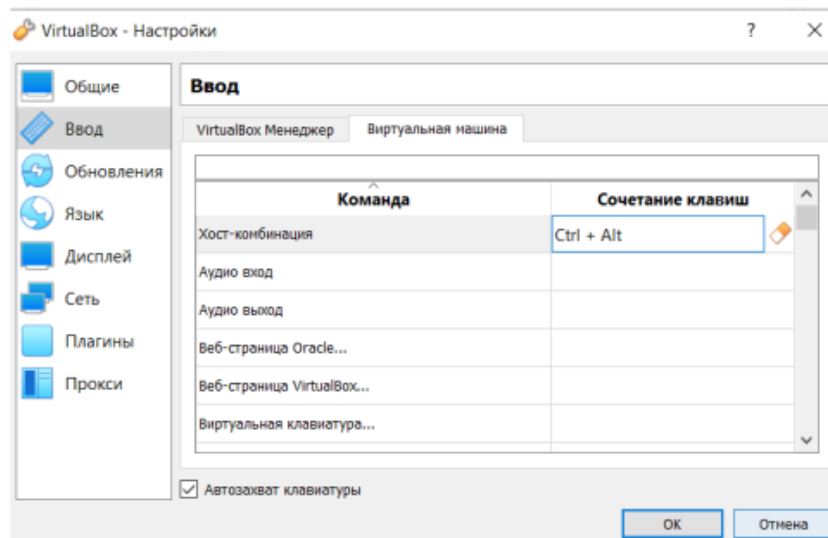 VirtualBox - Настройки
?
Общие
Ввод
Обновления
Язык
Дисплей
Сеть
Плагины
Прокси
Ввод
VirtualBox Менеджер
Виртуальная машина
Команда
Сочетание клавиш
Хост-комбинация
Ctrl + Alt
Аудио вход
Аудио выход
Веб-страница Oracle...
Веб-страница VirtualBox...
Виртуальная клавиатура...
Автозахват клавиатуры
OK
Отмена